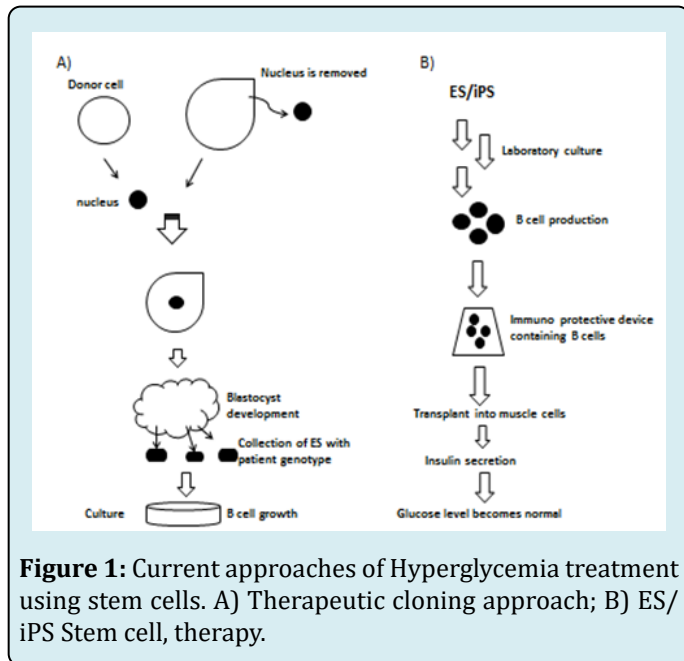 A)
Donor cell
Nucleus is removed
nucleus
Blastocyst
development
Collection of ES with
patient genotype
Culture
B cell growth
B)
ES/iPS
Laboratory culture
B cell production
Immuno protective device
containing B cells
Transplant into muscle cells
Insulin secretion
Glucose level becomes normal
Figure 1: Current approaches of Hyperglycemia treatment
using stem cells. A) Therapeutic cloning approach; B) ES/
iPS Stem cell, therapy.